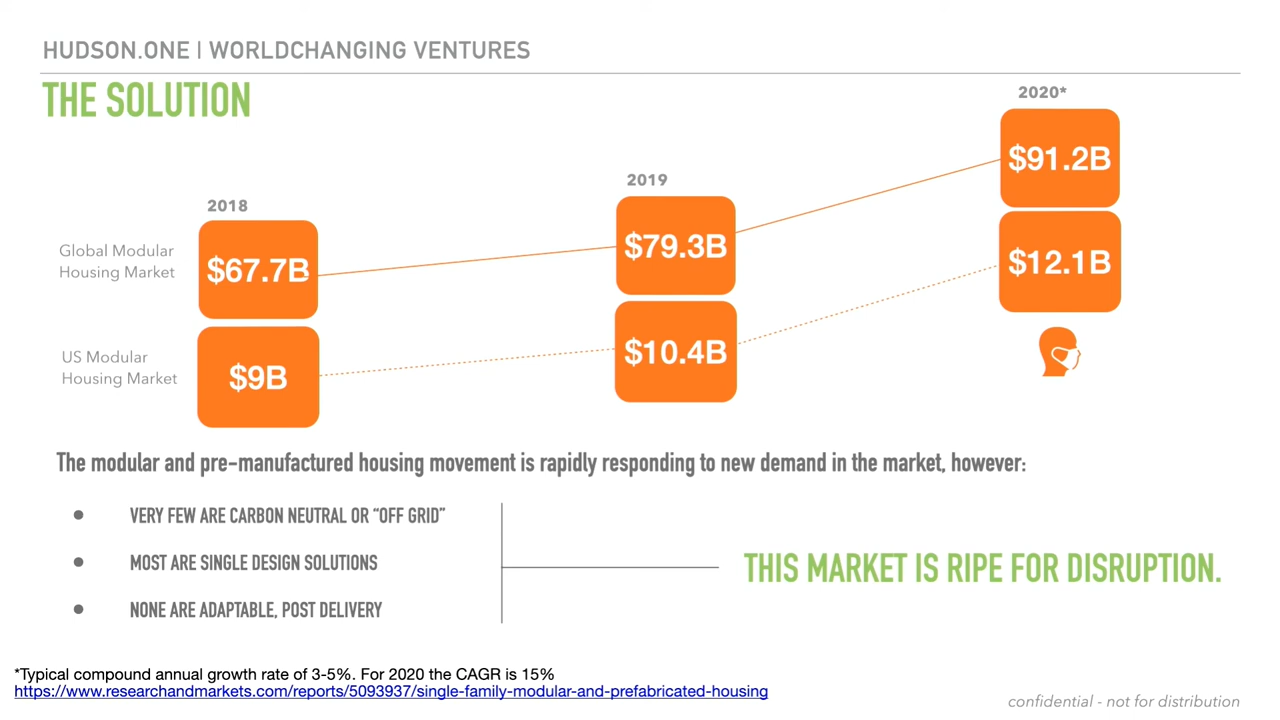 HUDSON.ONE | WORLDCHANGING VENTURES
THE SOLUTION
2018
2019
2020*
Global Modular
Housing Market
$67.7B
$79.3B
$91.2B
US Modular
Housing Market
$9B
$10.4B
$12.1B
The modular and pre-manufactured housing movement is rapidly responding to new demand in the market, however:
● VERY FEW ARE CARBON NEUTRAL OR “OFF GRID”
● MOST ARE SINGLE DESIGN SOLUTIONS
● NONE ARE ADAPTABLE, POST DELIVERY
THIS MARKET IS RIPE FOR DISRUPTION.
*Typical compound annual growth rate of 3-5%. For 2020 the CAGR is 15%
https://www.researchandmarkets.com/reports/5093937/single-family-modular-and-prefabricated-housing
confidential - not for distribution